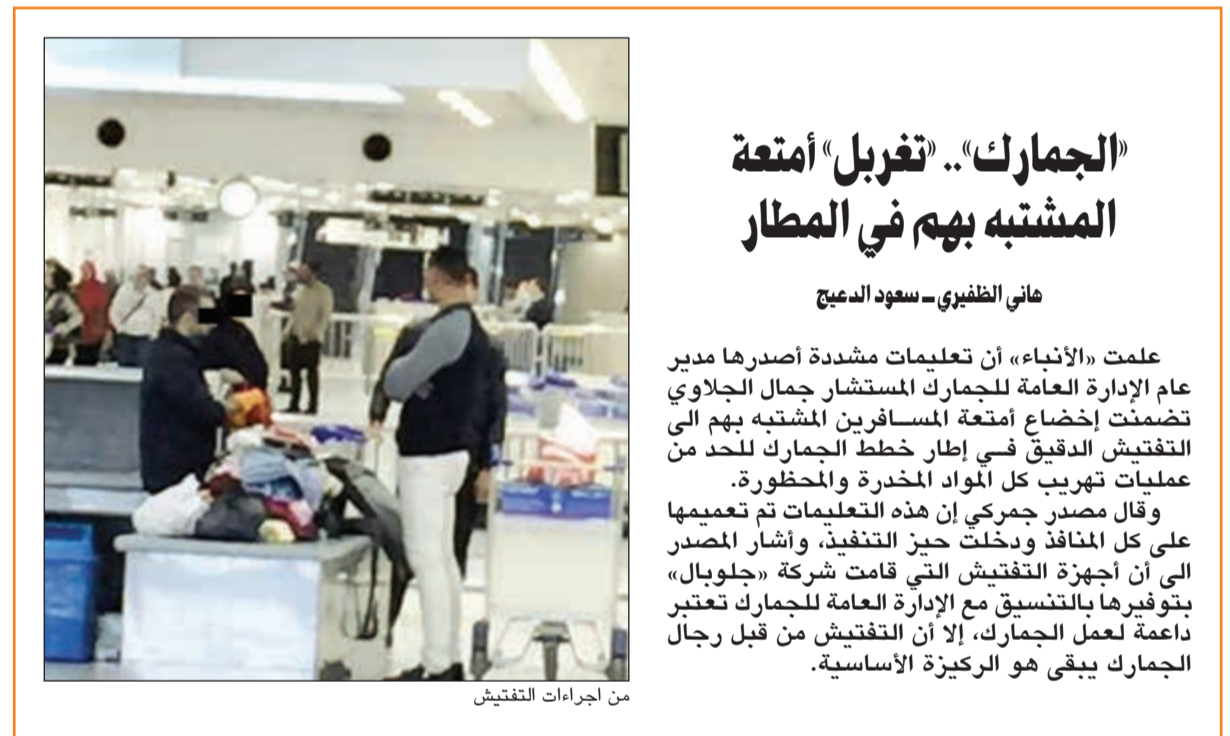 «الجمارك».. «تغربل» أمتعة
المشتبه بهم في المطار
هاني الظفيري ــ سعود الدعيج
علمت «الأنباء» أن تعليمات مشددة أصدرها مدير
عام الإدارة العامة للجمارك المستشار جمال الجلاوي
تضمنت إخضاع أمتعة المســافرين المشتبه بهم الى
التفتيش الدقيق فــي إطار خطط الجمارك للحد من
عمليات تهريب كل المواد المخدرة والمحظورة.
وقال مصدر جمركي إن هذه التعليمات تم تعميمها
على كل المنافذ ودخلت حيز التنفيذ، وأشار المصدر
الى أن أجهزة التفتيش التي قامت شركة «جلوبال»
بتوفيرها بالتنسيق مع الإدارة العامة للجمارك تعتبر
داعمة لعمل الجمارك، إلا أن التفتيش من قبل رجال
الجمارك يبقى هو الركيزة الأساسية.
من اجراءات التفتيش